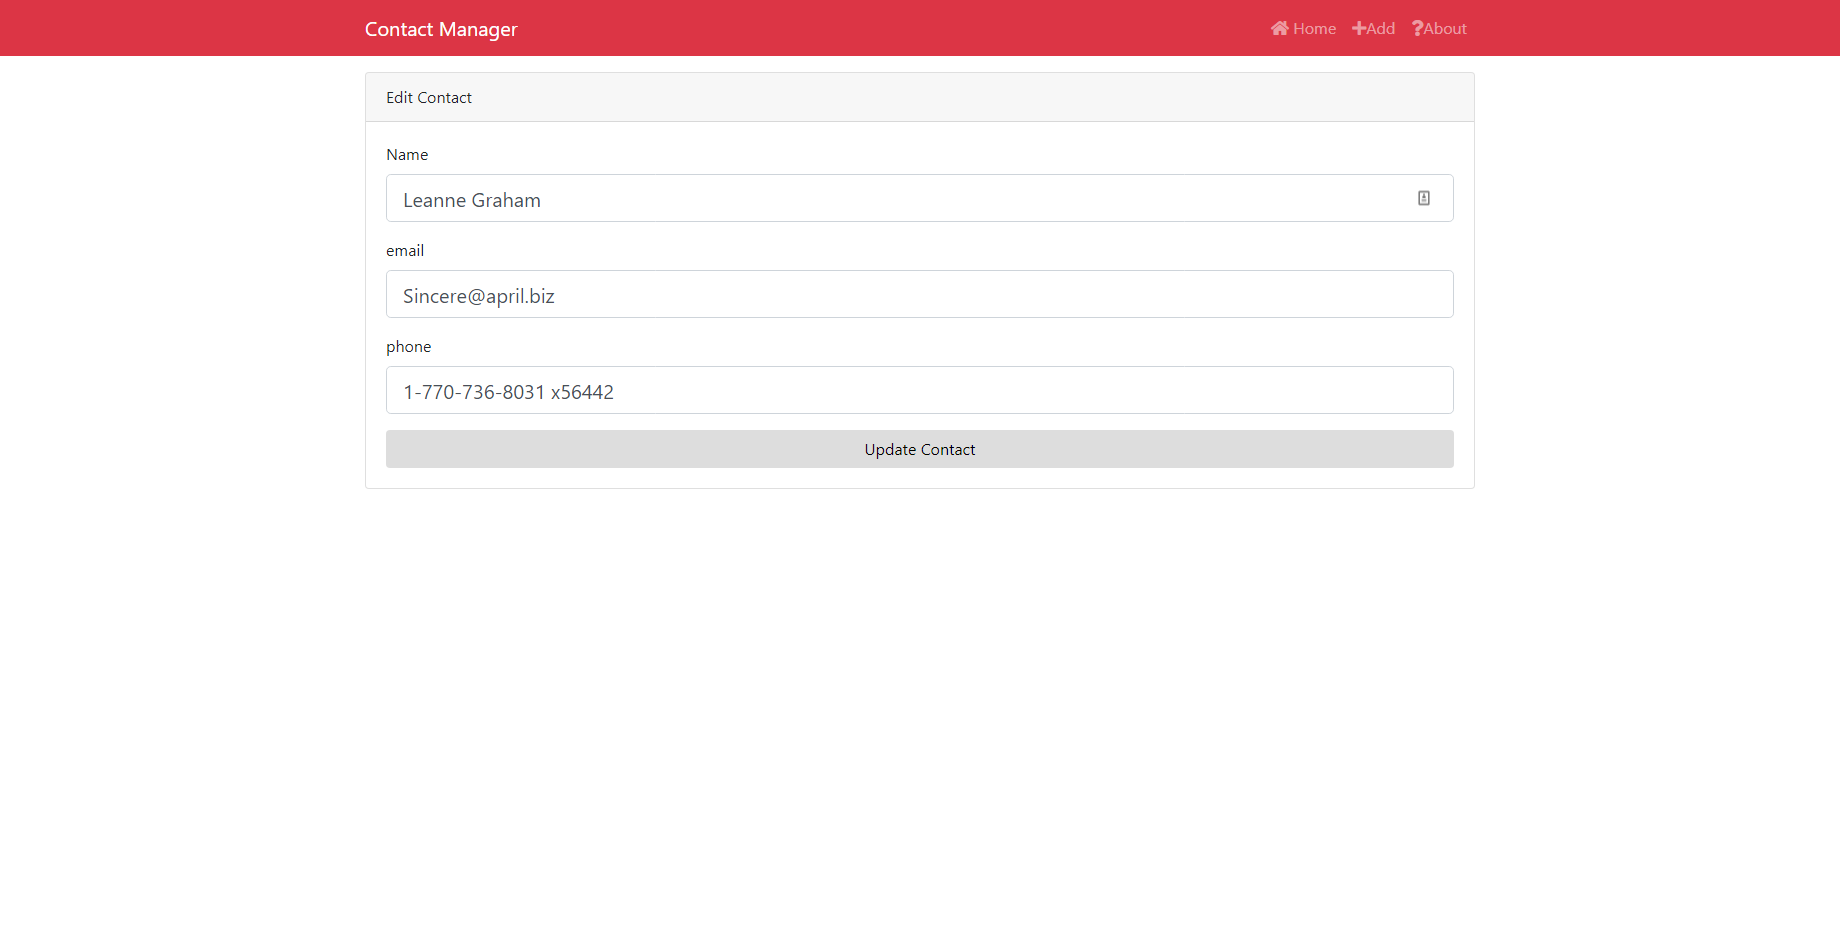 Contact Manager Home Add About
Edit Contact
Name
Leanne Graham
email
Sincere@april.biz
phone
1-770-736-8031 x56442
Update Contact